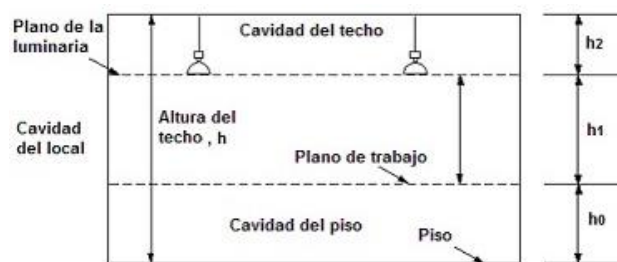 Plano de la
luminaria
Cavidad del techo
h2
Cavidad
del local
Altura del
techo , h
h1
Plano de trabajo
Cavidad del piso
Piso
h0